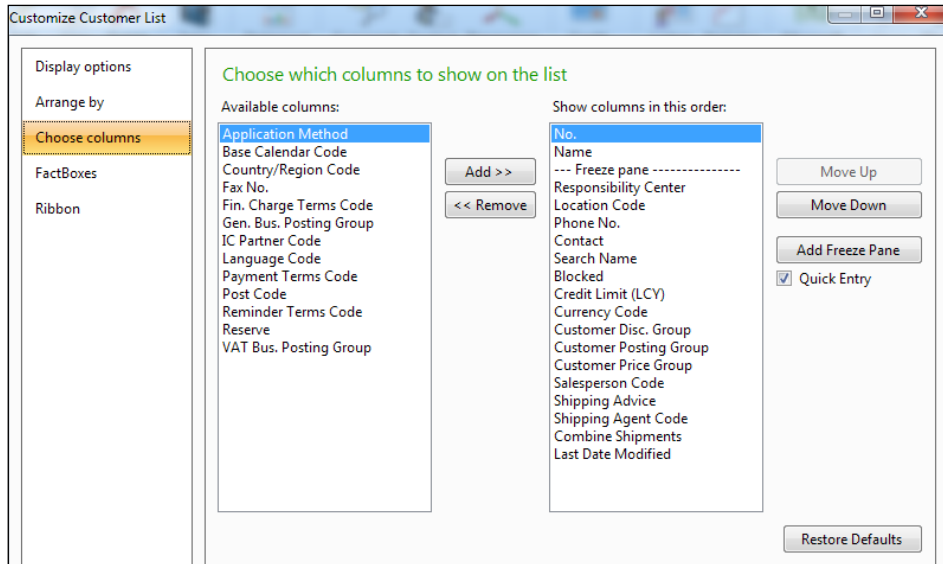 Customize Customer List
Display options
Arrange by
Choose columns
FactBoxes
Ribbon
Choose which columns to show on the list
Available columns:
Application Method
Base Calendar Code
Country/Region Code
Fax No.
Fin. Charge Terms Code
Gen. Bus. Posting Group
IC Partner Code
Language Code
Payment Terms Code
Post Code
Reminder Terms Code
Reserve
VAT Bus. Posting Group
Add >>
<< Remove
Show columns in this order:
No.
Name
--- Freeze pane ---------------
Responsibility Center
Location Code
Phone No.
Contact
Search Name
Blocked
Credit Limit (LCY)
Currency Code
Customer Disc. Group
Customer Posting Group
Customer Price Group
Salesperson Code
Shipping Advice
Shipping Agent Code
Combine Shipments
Last Date Modified
Move Up
Move Down
Add Freeze Pane
Quick Entry
Restore Defaults